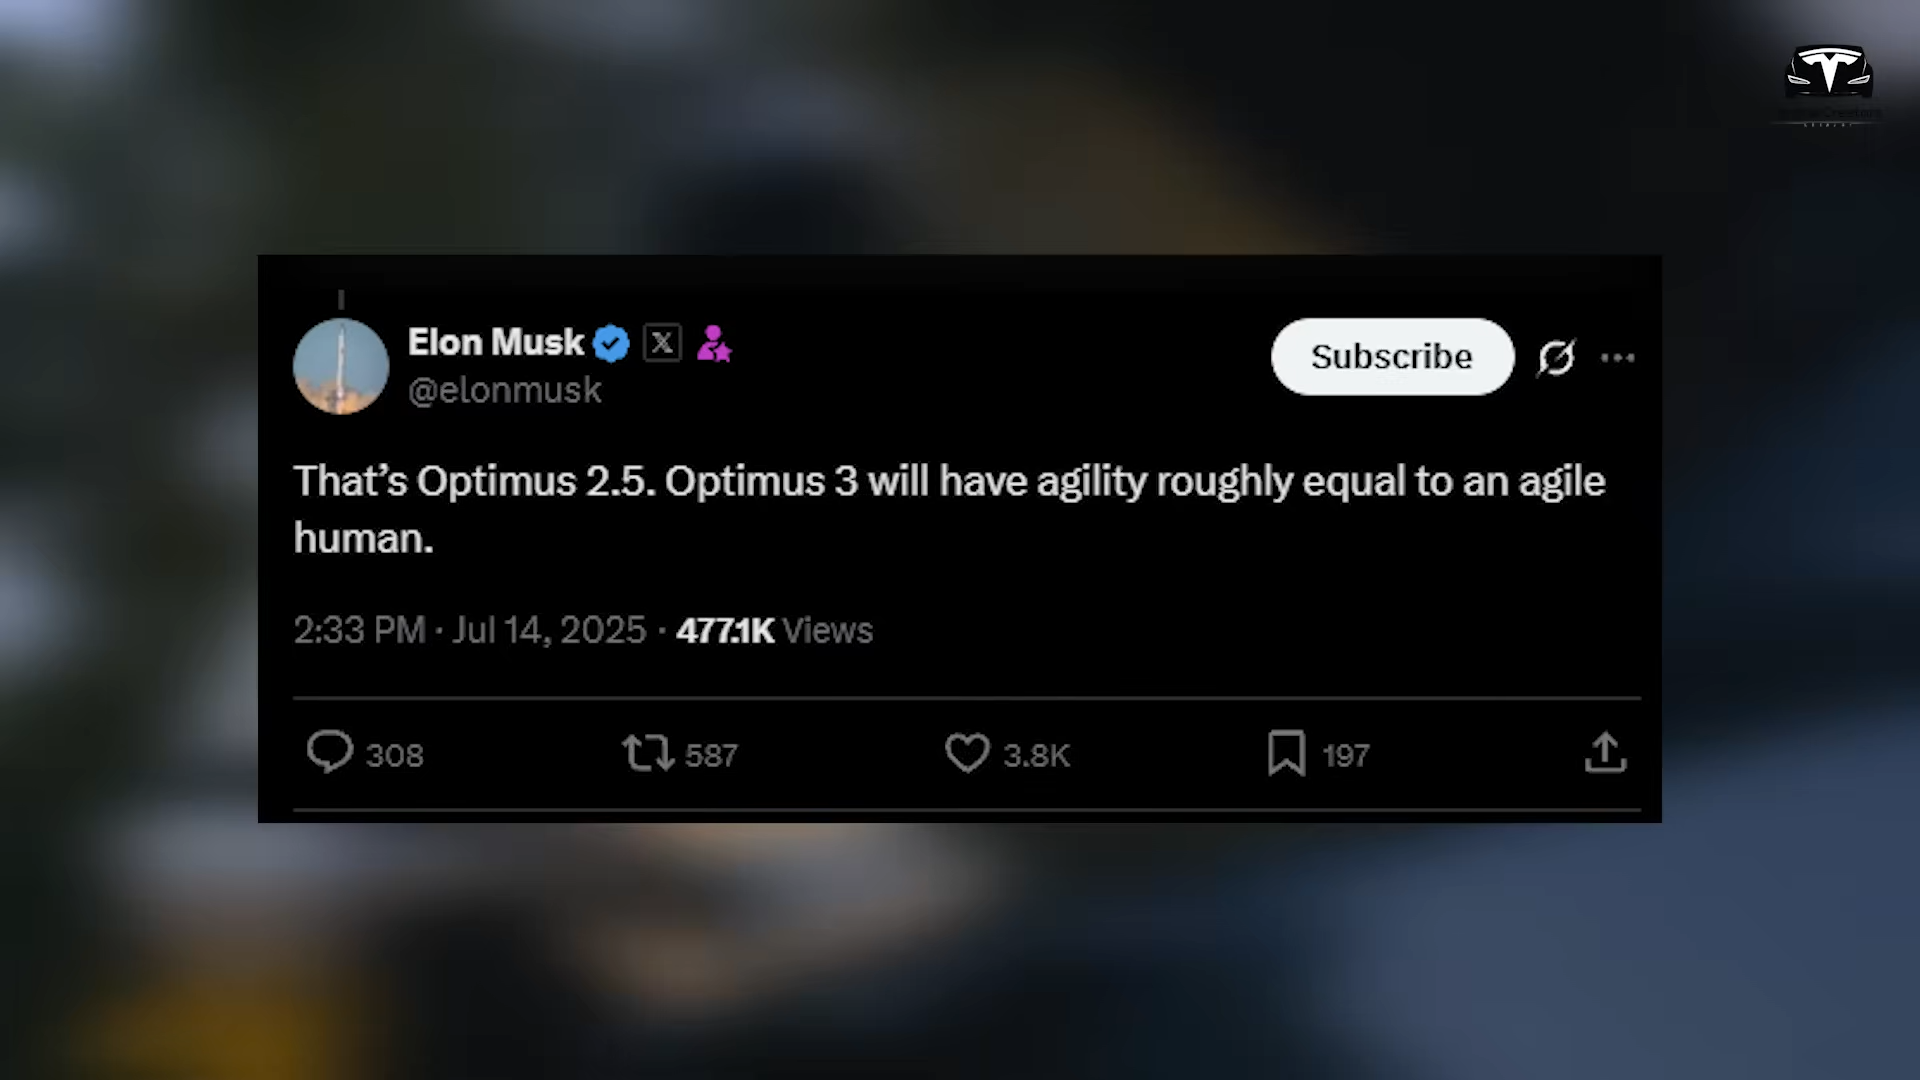 Elon Musk
@elonmusk
Subscribe
That's Optimus 2.5. Optimus 3 will have agility roughly equal to an agile
human.
2:33 PM · Jul 14, 2025 · 477.1K Views
308 587 3.8K 197